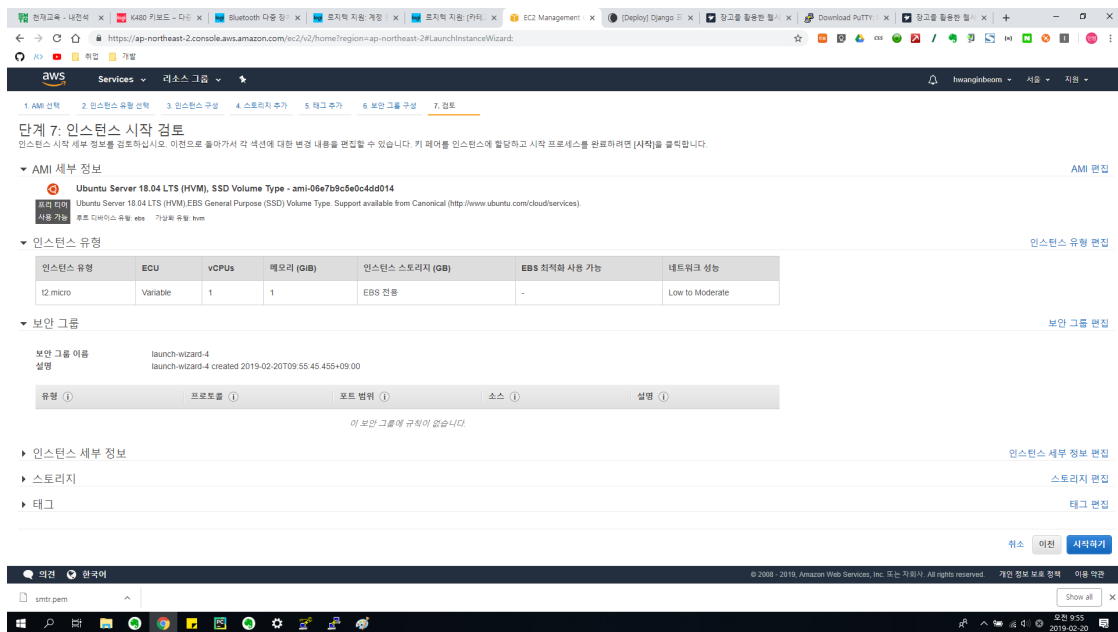 천재교육 - 내전석
K480 키보드 – 다중
Bluetooth 다중 장
로지텍 지원: 계정
로지텍 지원: [카테
EC2 Management
[Deploy] Django
장고를 활용한 웹사
Download PuTTY:
장고를 활용한 웹사
https://ap-northeast-2.console.aws.amazon.com/ec2/v2/home?region=ap-northeast-2#LaunchInstanceWizard:
취업 개발
aws Services 리소스 그룹 hwanginbeom 서울 지원
1. AMI 선택 2. 인스턴스 유형 선택 3. 인스턴스 구성 4. 스토리지 추가 5. 태그 추가 6. 보안 그룹 구성 7. 검토
단계 7: 인스턴스 시작 검토
인스턴스 시작 세부 정보를 검토하십시오. 이전으로 돌아가서 각 섹션에 대한 변경 내용을 편집할 수 있습니다. 키 페어를 인스턴스에 할당하고 시작 프로세스를 완료하려면 [시작]을 클릭합니다.
AMI 세부 정보 AMI 편집
Ubuntu Server 18.04 LTS (HVM), SSD Volume Type - ami-06e7b9c5e0c4dd014
프리 티어 사용 가능
Ubuntu Server 18.04 LTS (HVM),EBS General Purpose (SSD) Volume Type. Support available from Canonical (http://www.ubuntu.com/cloud/services).
루트 디바이스 유형: ebs 가상화 유형: hvm
인스턴스 유형 인스턴스 유형 편집
인스턴스 유형 ECU vCPUs 메모리 (GiB) 인스턴스 스토리지 (GB) EBS 최적화 사용 가능 네트워크 성능
t2.micro Variable 1 1 EBS 전용 - Low to Moderate
보안 그룹 보안 그룹 편집
보안 그룹 이름 launch-wizard-4
설명 launch-wizard-4 created 2019-02-20T09:55:45.455+09:00
유형 프로토콜 포트 범위 소스 설명
이 보안 그룹에 규칙이 없습니다.
인스턴스 세부 정보 인스턴스 세부 정보 편집
스토리지 스토리지 편집
태그 태그 편집
취소 이전 시작하기
의견 한국어 © 2008 - 2019, Amazon Web Services, Inc. 또는 자회사. All rights reserved. 개인 정보 보호 정책 이용 약관
smtr.pem Show all
오전 9:55
2019-02-20